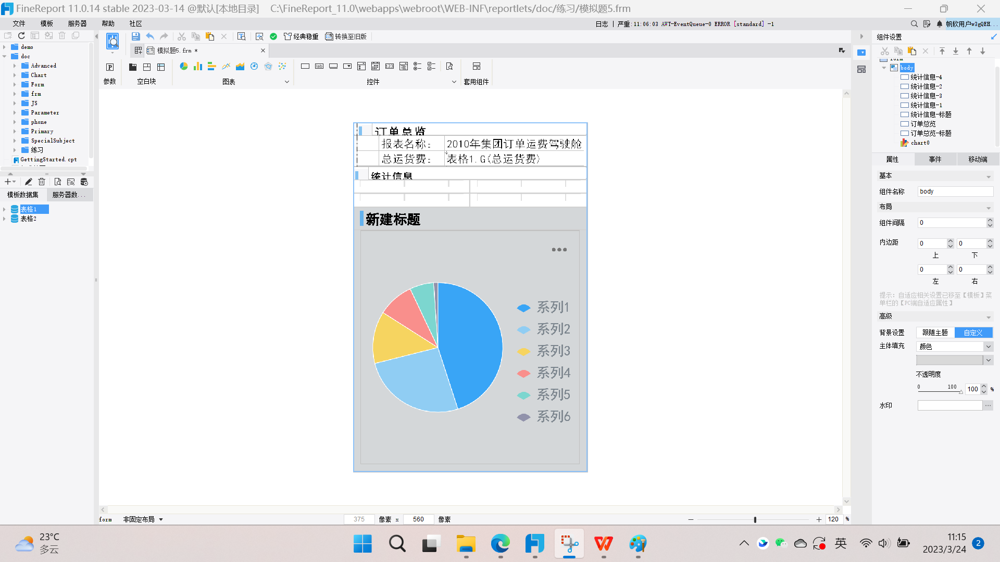 FineReport 11.0.14 stable 2023-03-14 @默认[本地目录] C:\FineReport_11.0\webapps\webroot\WEB-INF\reportlets/doc/练习/模拟题5.frm
文件 模板 服务器 帮助 社区
日志 | 严重:11:06:03 AWT-EventQueue-0 ERROR [standard] -1
帆软用户w3gQEH...
经典稳重 转换至旧版
模拟题5.frm *
参数 空白块 图表 控件 套用组件
demo
doc
Advanced
Chart
Form
frm
JS
Parameter
phone
Primary
SpecialSubject
练习
GettingStarted.cpt
模板数据集 服务器数...
表格1
表格2
订单总览
报表名称: 2010年集团订单运费驾驶舱
总运货费: 表格1.G(总运货费)
统计信息
新建标题
系列1
系列2
系列3
系列4
系列5
系列6
form 非固定布局 375 像素 x 560 像素
120 %
组件设置
form
body
统计信息-4
统计信息-2
统计信息-3
统计信息-1
统计信息-标题
订单总览
订单总览-标题
chart0
属性 事件 移动端
基本
组件名称 body
布局
组件间隔 0
内边距 0 0
上 下
0 0
左 右
提示: 自适应相关设置已移至【模板】菜
单栏的【PC端自适应属性】
高级
背景设置 跟随主题 自定义
主体填充 颜色
不透明度
0 100 100 %
水印
23°C
多云
英
11:15
2023/3/24
2